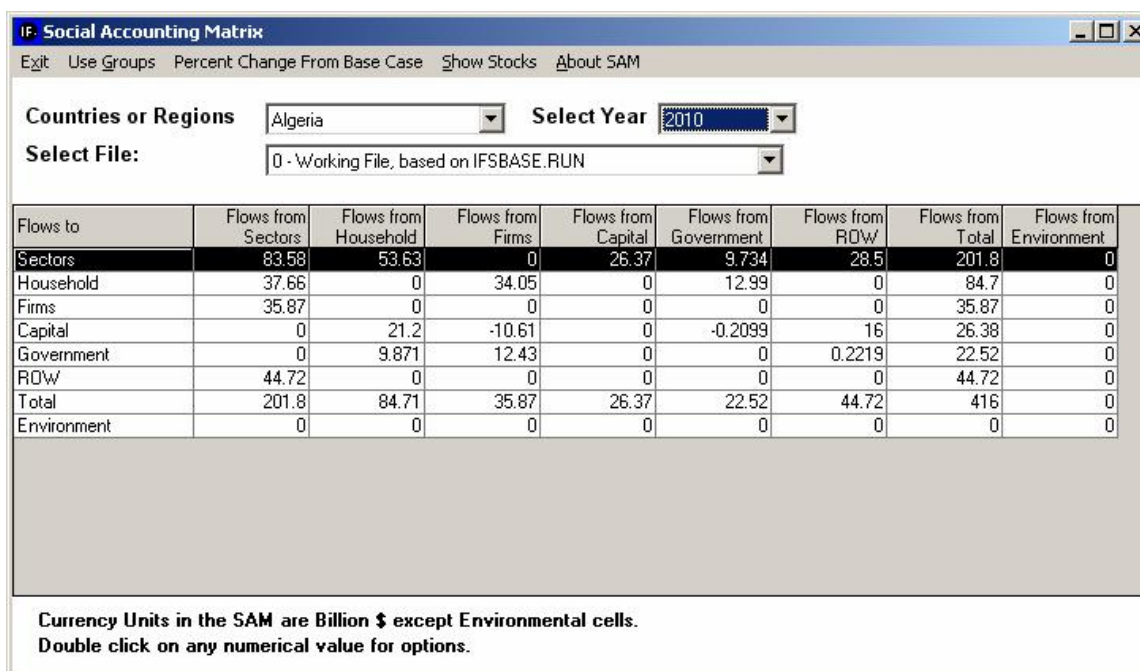 IF Social Accounting Matrix
Exit Use Groups Percent Change From Base Case Show Stocks About SAM
Countries or Regions Algeria Select Year 2010
Select File: 0 - Working File, based on IFSBASE.RUN
Flows to Flows from Sectors Flows from Household Flows from Firms Flows from Capital Flows from Government Flows from ROW Flows from Total Flows from Environment
Sectors 83.58 53.63 0 26.37 9.734 28.5 201.8 0
Household 37.66 0 34.05 0 12.99 0 84.7 0
Firms 35.87 0 0 0 0 0 35.87 0
Capital 0 21.2 -10.61 0 -0.2099 16 26.38 0
Government 0 9.871 12.43 0 0 0.2219 22.52 0
ROW 44.72 0 0 0 0 0 44.72 0
Total 201.8 84.71 35.87 26.37 22.52 44.72 416 0
Environment 0 0 0 0 0 0 0 0
Currency Units in the SAM are Billion $ except Environmental cells.
Double click on any numerical value for options.